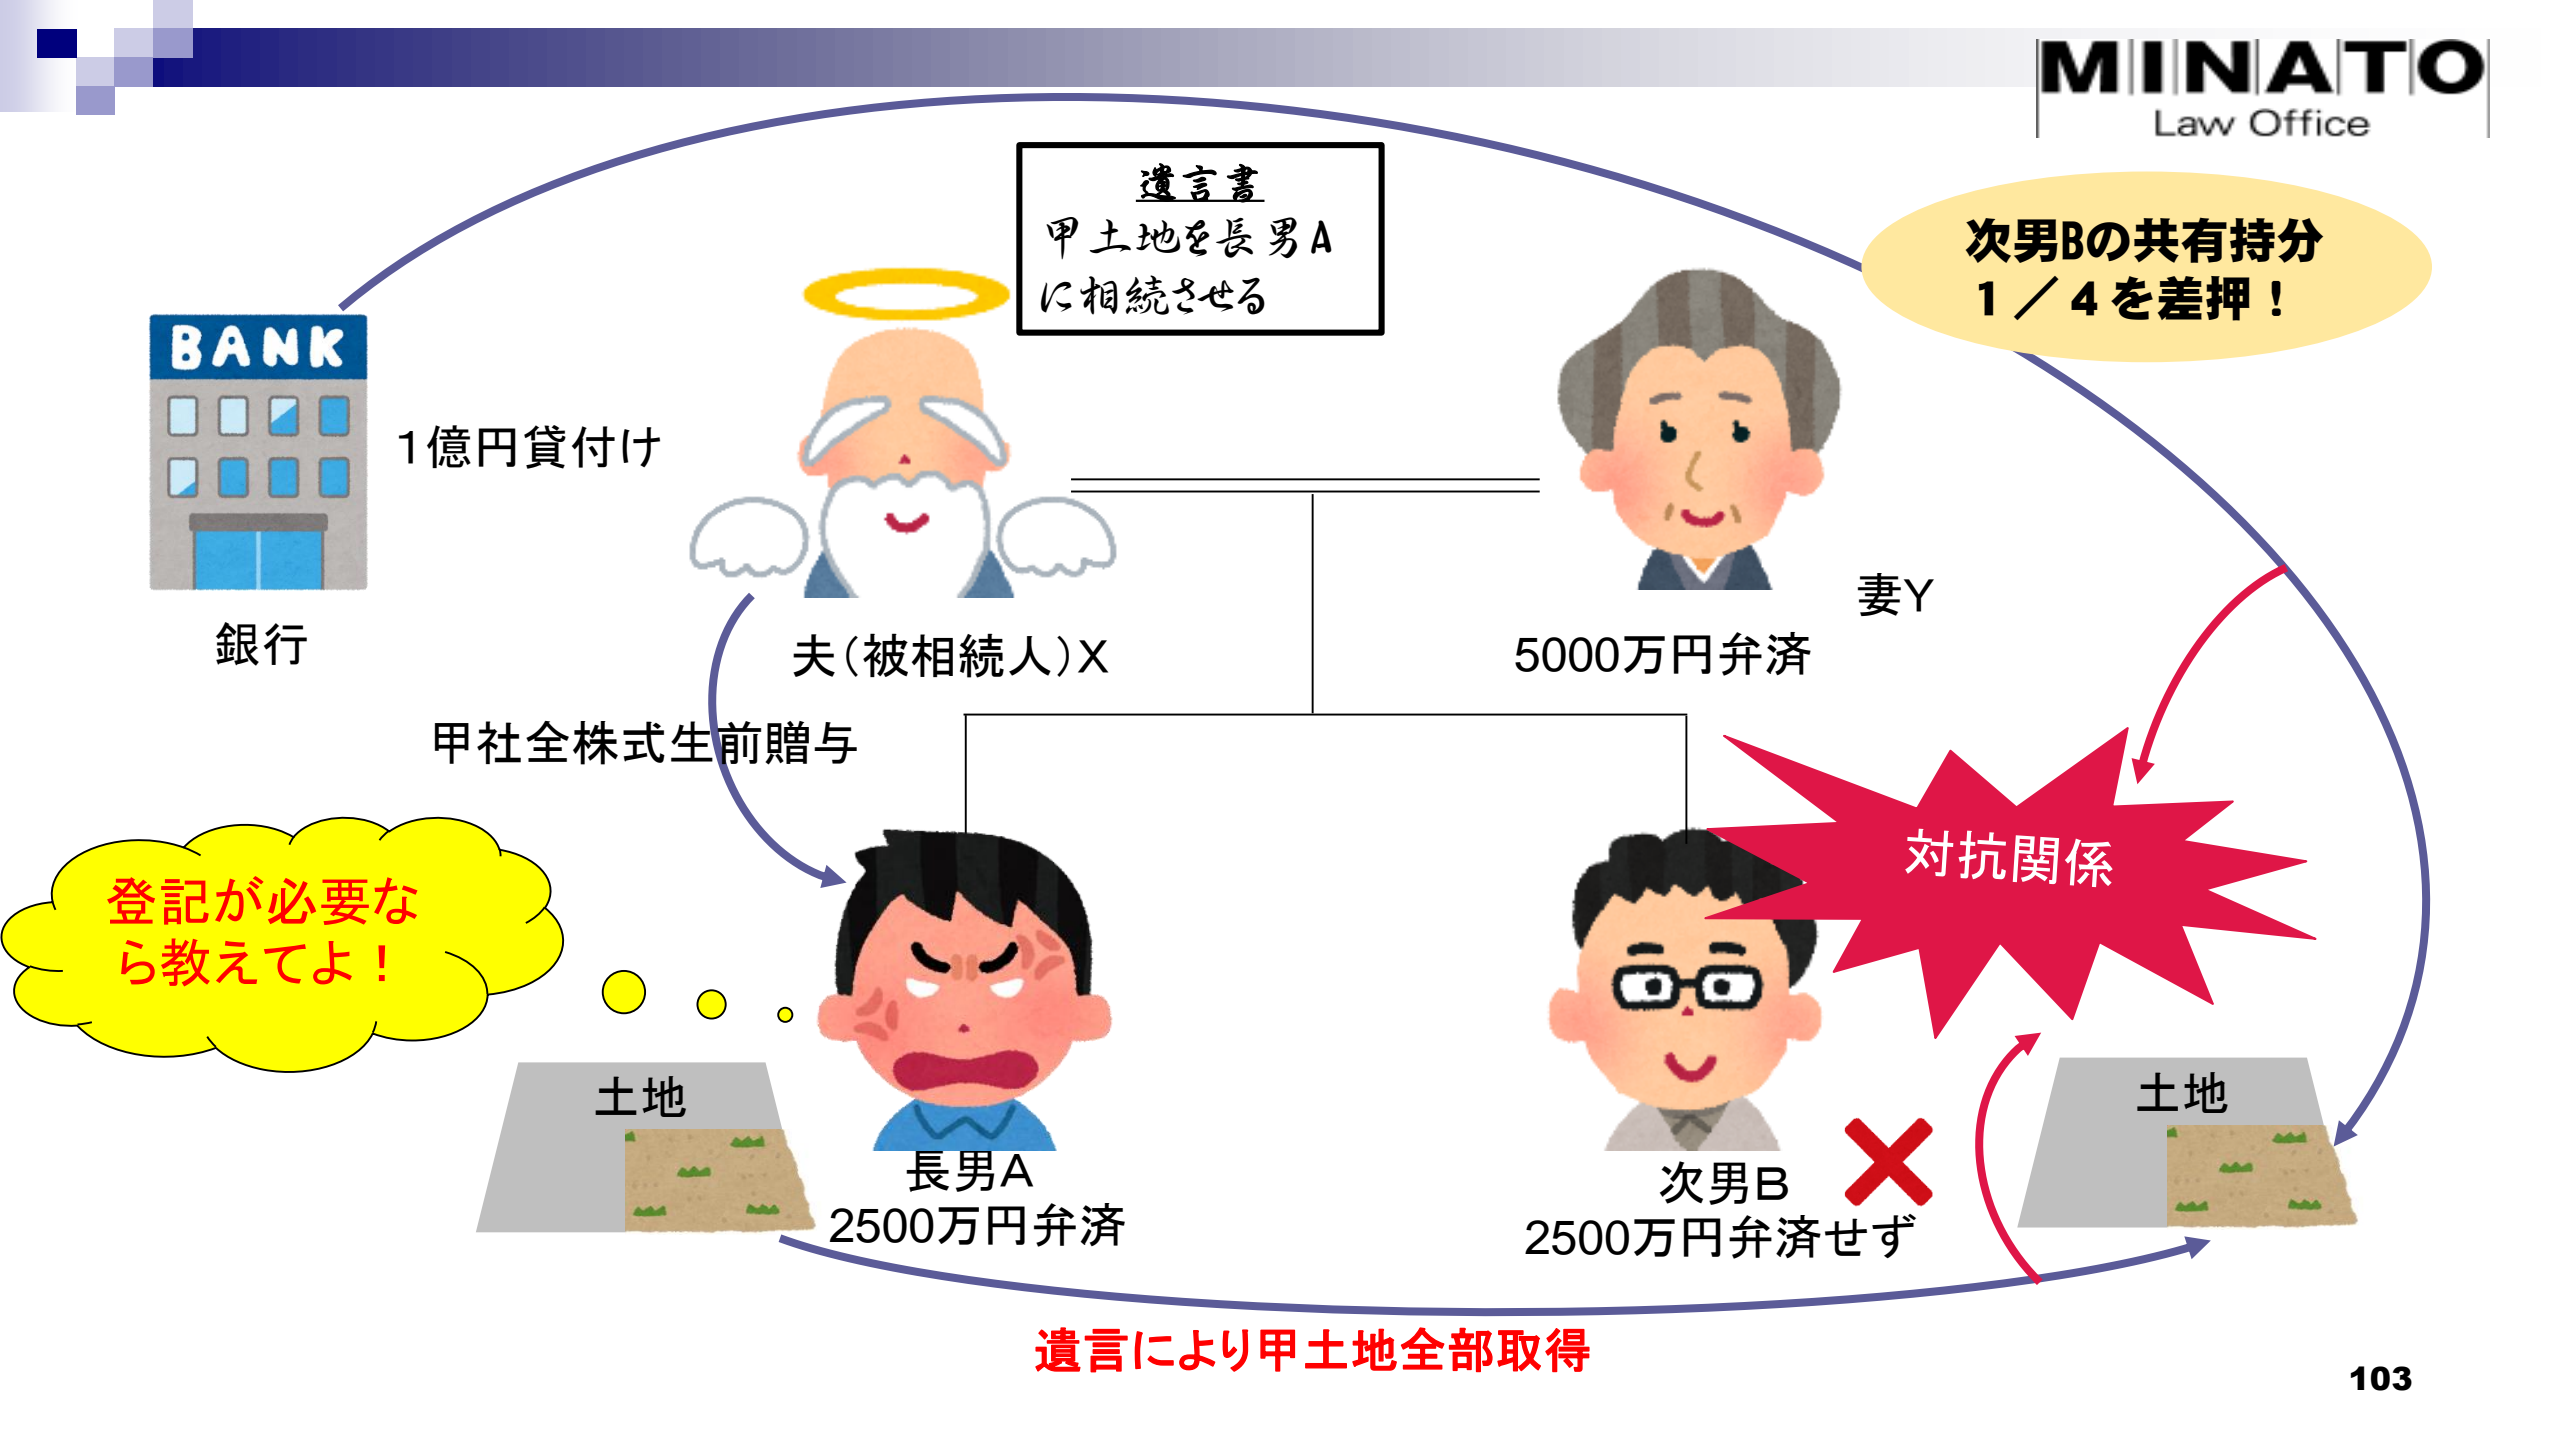 MINATO
Law Office
遺言書
甲土地を長男A
に相続させる
次男Bの共有持分
１／４を差押！
BANK
１億円貸付け
銀行
夫（被相続人）X
妻Y
5000万円弁済
甲社全株式生前贈与
対抗関係
登記が必要な
ら教えてよ！
土地
土地
長男A
2500万円弁済
次男B
2500万円弁済せず
遺言により甲土地全部取得
103